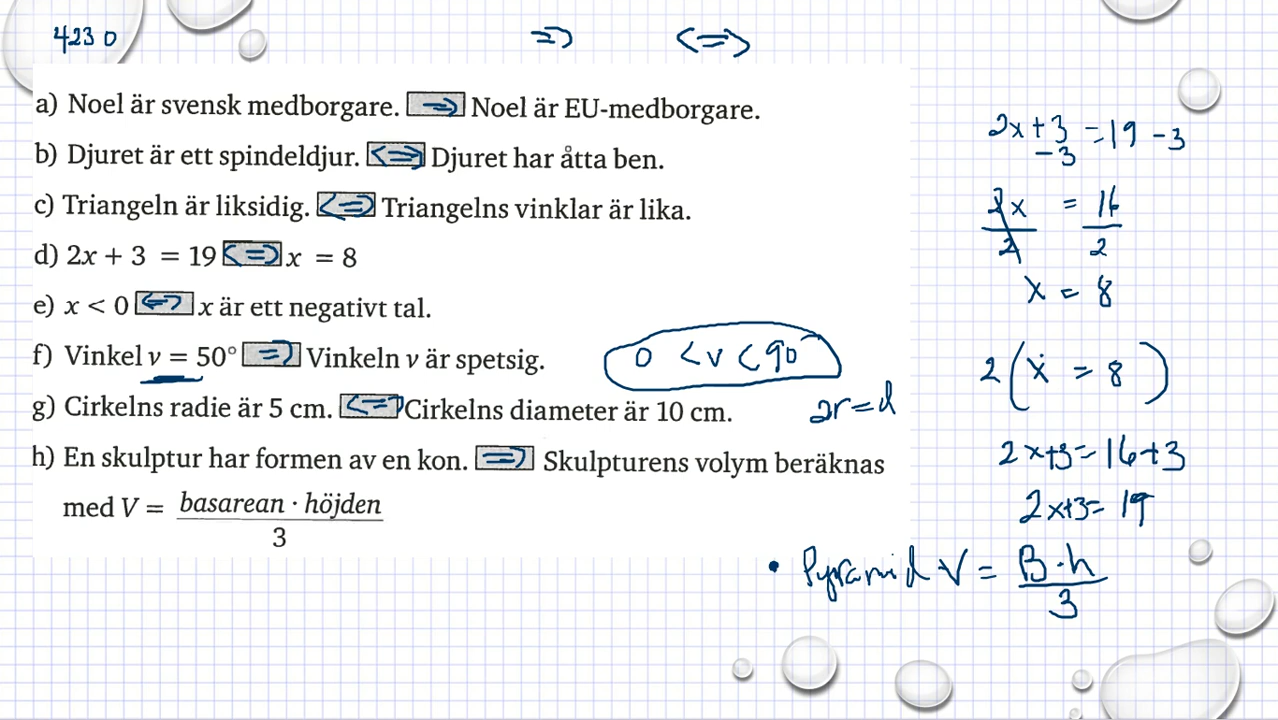 4230 => <=>
a) Noel är svensk medborgare. => Noel är EU-medborgare.
b) Djuret är ett spindeldjur. <=> Djuret har åtta ben.
c) Triangeln är liksidig. <=> Triangelns vinklar är lika.
d) 2x + 3 = 19 <=> x = 8
e) x < 0 <=> x är ett negativt tal.
f) Vinkel v = 50° => Vinkeln v är spetsig.
0 < v < 90
g) Cirkelns radie är 5 cm. <=> Cirkelns diameter är 10 cm.
2r = d
h) En skulptur har formen av en kon. => Skulpturens volym beräknas
med V = basarean · höjden
3
2x + 3 = 19 - 3
- 3
2x = 16
2 2
x = 8
2 ( x = 8 )
2x+3 = 16+3
2x+3 = 19
• Pyramid V = B · h
3